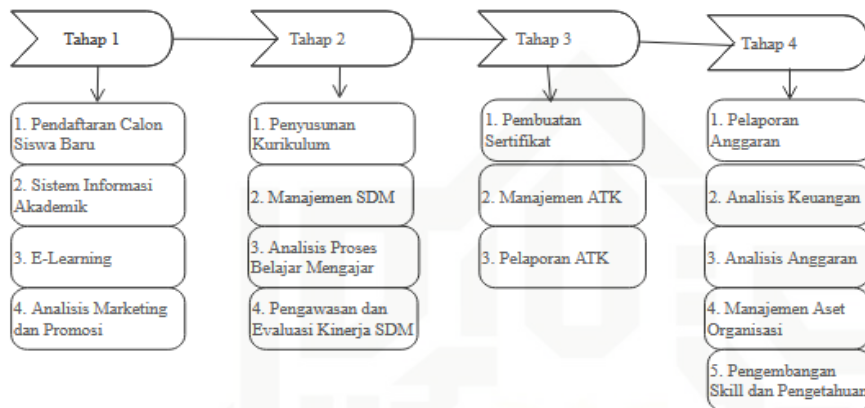 Tahap 1
Tahap 2
Tahap 3
Tahap 4
1. Pendaftaran Calon
Siswa Baru
2. Sistem Informasi
Akademik
3. E-Learning
4. Analisis Marketing
dan Promosi
1. Penyusunan
Kurikulum
2. Manajemen SDM
3. Analisis Proses
Belajar Mengajar
4. Pengawasan dan
Evaluasi Kinerja SDM
1. Pembuatan
Sertifikat
2. Manajemen ATK
3. Pelaporan ATK
1. Pelaporan
Anggaran
2. Analisis Keuangan
3. Analisis Anggaran
4. Manajemen Aset
Organisasi
5. Pengembangan
Skill dan Pengetahuan